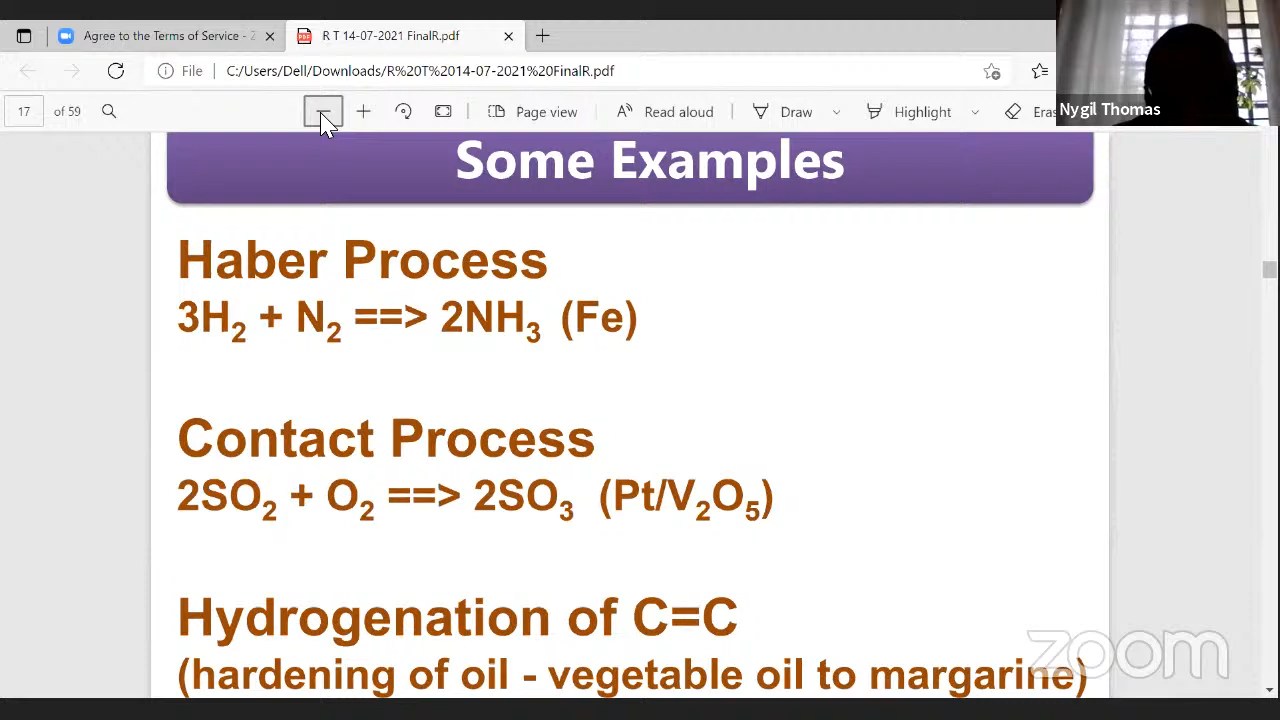 Agree to the Terms of Service - Z
R T 14-07-2021 FinalR.pdf
File
C:/Users/Dell/Downloads/R%20T%2014-07-2021%20FinalR.pdf
17 of 59
Page view
Read aloud
Draw
Highlight
Eras
Nygil Thomas
Some Examples
Haber Process
3H₂ + N₂ ==> 2NH₃ (Fe)
Contact Process
2SO₂ + O₂ ==> 2SO₃ (Pt/V₂O₅)
Hydrogenation of C=C
(hardening of oil - vegetable oil to margarine)
zoom